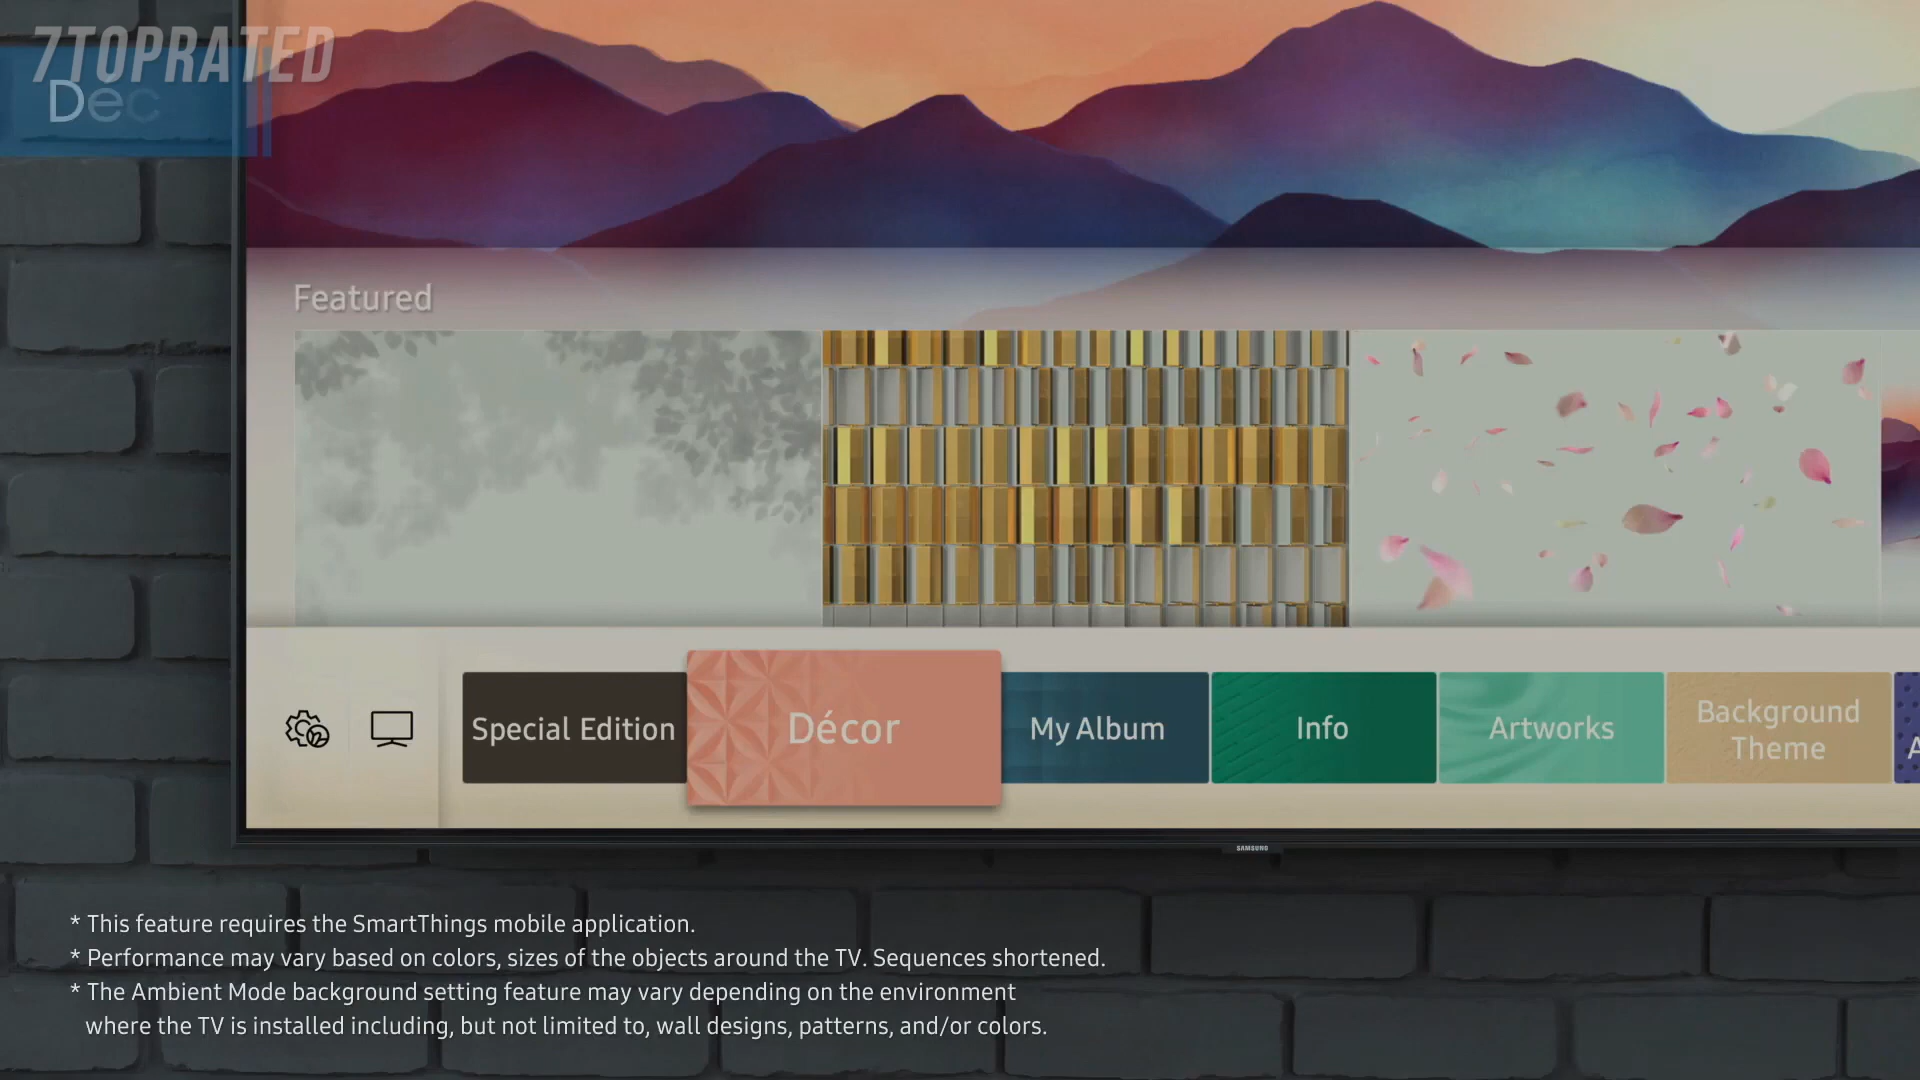 7TOPRATED
Dec
Featured
Special Edition
Décor
My Album
Info
Artworks
Background
Theme
A
SAMSUNG
* This feature requires the SmartThings mobile application.
* Performance may vary based on colors, sizes of the objects around the TV. Sequences shortened.
* The Ambient Mode background setting feature may vary depending on the environment
where the TV is installed including, but not limited to, wall designs, patterns, and/or colors.